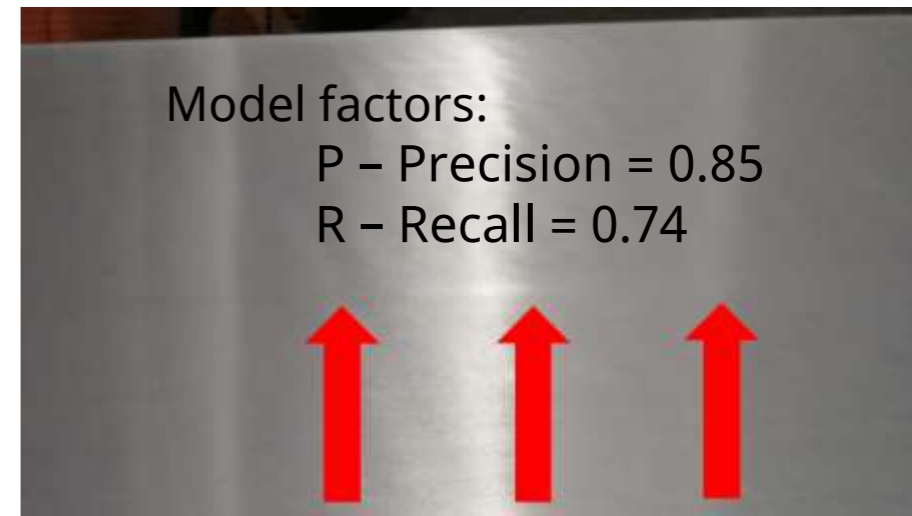 Model factors:
P – Precision = 0.85
R – Recall = 0.74